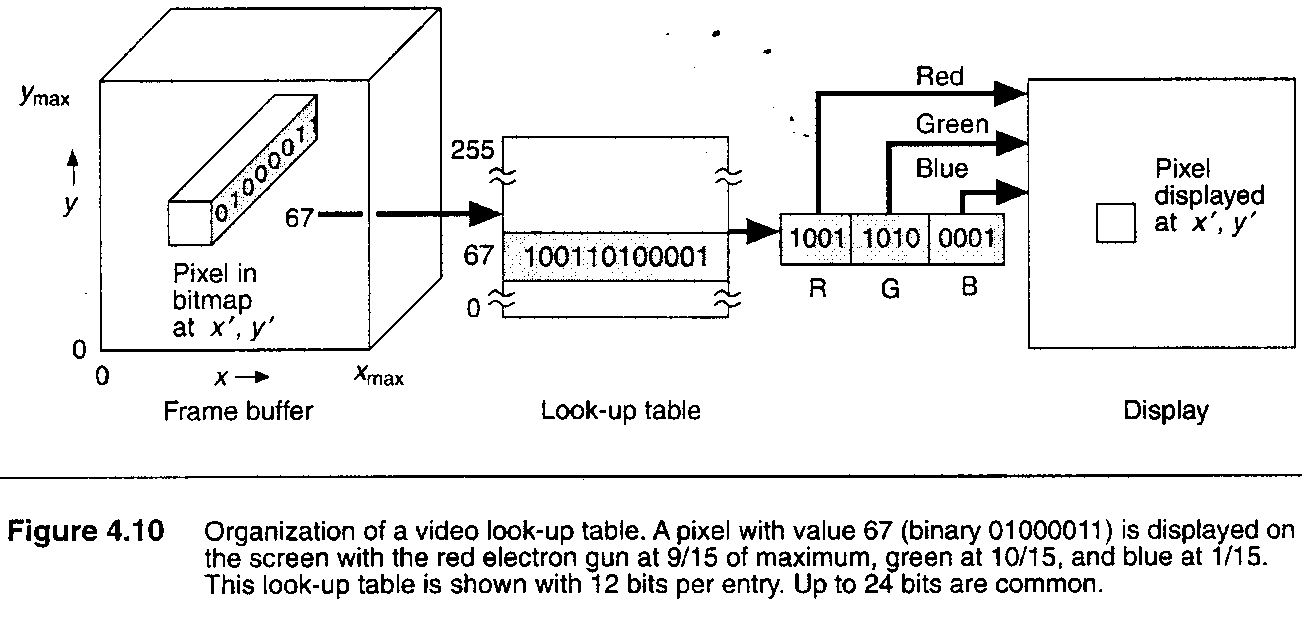 Red
y max
Green
255
Blue
Pixel
displayed
at x′, y′
01000011
y
67
1001 1010 0001
67 100110100001
Pixel in
bitmap
at x′, y′
R G B
0
0
0 x x max
Frame buffer
Look-up table
Display
Figure 4.10 Organization of a video look-up table. A pixel with value 67 (binary 01000011) is displayed on
the screen with the red electron gun at 9/15 of maximum, green at 10/15, and blue at 1/15.
This look-up table is shown with 12 bits per entry. Up to 24 bits are common.